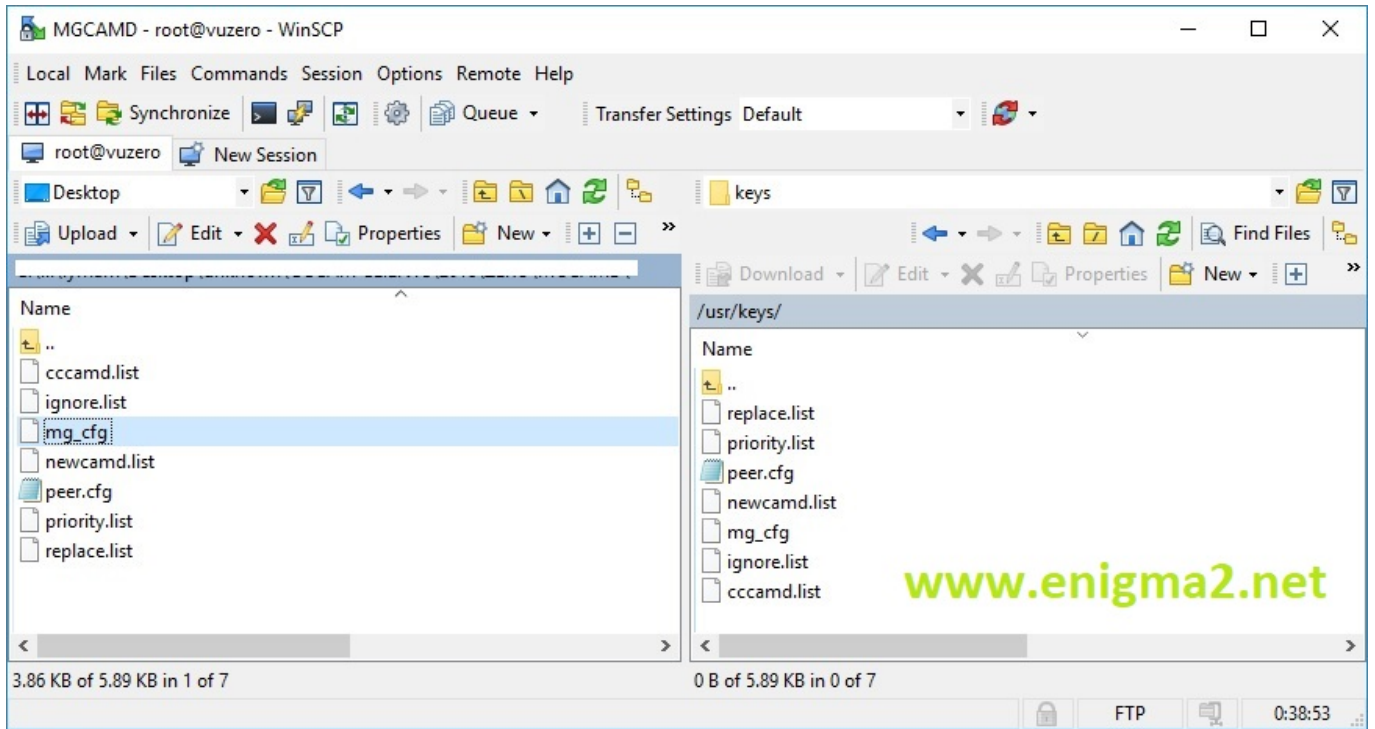 MGCAMD - root@vuzero - WinSCP
Local Mark Files Commands Session Options Remote Help
Synchronize Queue Transfer Settings Default
root@vuzero New Session
Desktop
Upload Edit Properties New »
Name
..
cccamd.list
ignore.list
mg_cfg
newcamd.list
peer.cfg
priority.list
replace.list
3.86 KB of 5.89 KB in 1 of 7
keys
Find Files
Download Edit Properties New »
/usr/keys/
Name
..
replace.list
priority.list
peer.cfg
newcamd.list
mg_cfg
ignore.list
cccamd.list
www.enigma2.net
0 B of 5.89 KB in 0 of 7
FTP 0:38:53